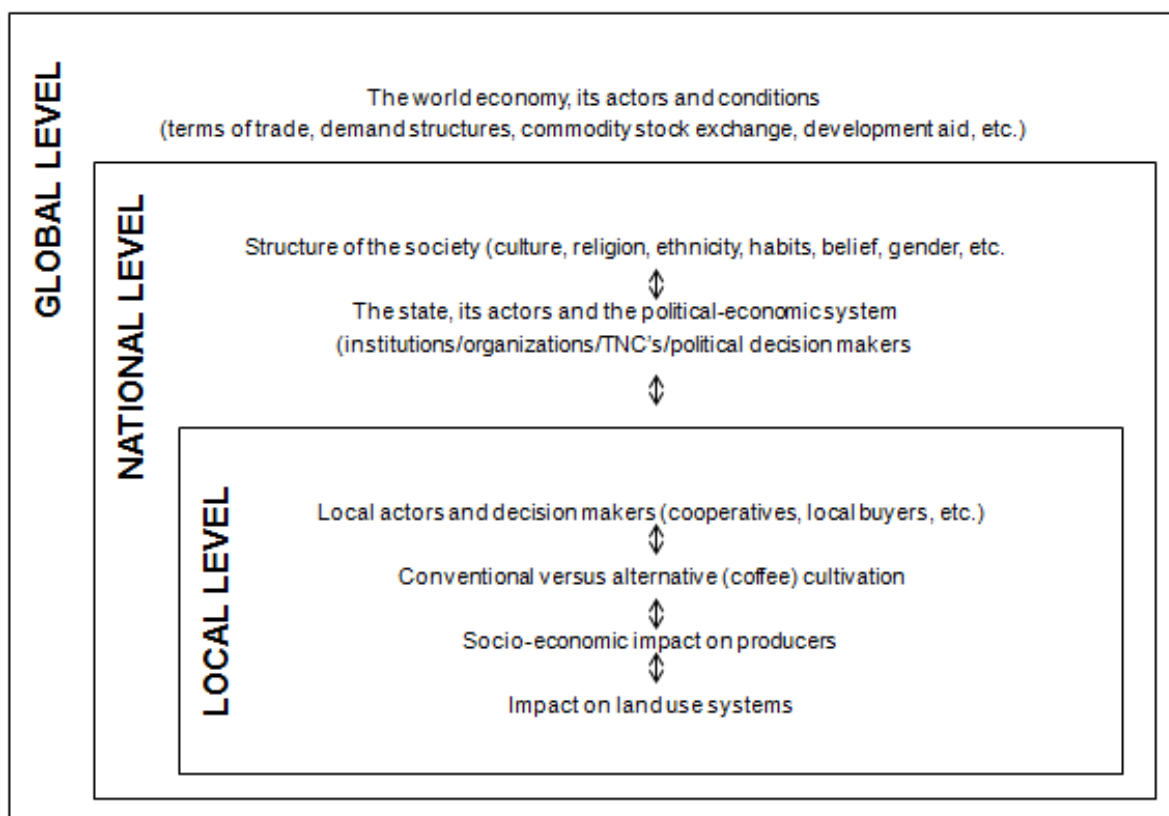 GLOBAL LEVEL
The world economy, its actors and conditions
(terms of trade, demand structures, commodity stock exchange, development aid, etc.)
NATIONAL LEVEL
Structure of the society (culture, religion, ethnicity, habits, belief, gender, etc.
The state, its actors and the political-economic system
(institutions/organizations/TNC's/political decision makers
LOCAL LEVEL
Local actors and decision makers (cooperatives, local buyers, etc.)
Conventional versus alternative (coffee) cultivation
Socio-economic impact on producers
Impact on land use systems